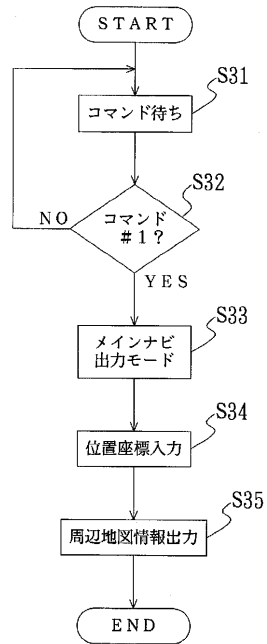 START
S31
コマンド待ち
S32
コマンド
#1?
NO
YES
S33
メインナビ
出力モード
S34
位置座標入力
S35
周辺地図情報出力
END